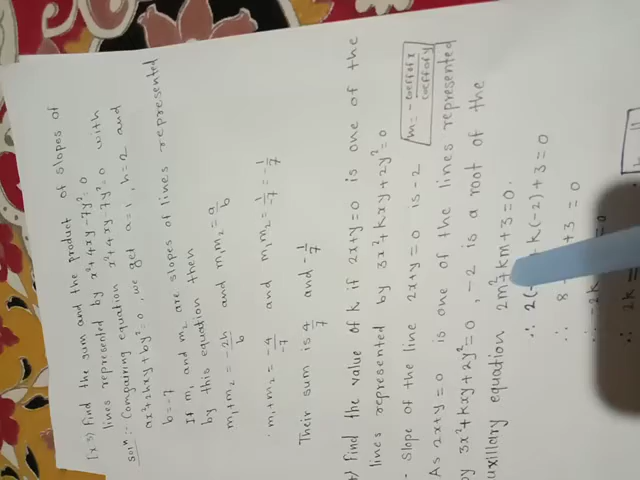 Ex 3) Find the sum and the product of slopes of
lines represented by x²+4xy-7y²=0
Solⁿ:- Comparing equation x²+4xy-7y²=0 with
ax²+2hxy+by²=0, we get a=1, h=2 and
b=-7
If m₁ and m₂ are slopes of lines represented
by this equation then
m₁+m₂ = -2h/b and m₁m₂ = a/b
∴ m₁+m₂ = -4/-7 and m₁m₂ = 1/-7 = -1/7
Their sum is 4/7 and -1/7
) Find the value of k if 2x+y=0 is one of the
lines represented by 3x²+kxy+2y²=0
- Slope of the line 2x+y=0 is -2
m = - coeff of x / coeff of y
As 2x+y=0 is one of the lines represented
by 3x²+kxy+2y²=0, -2 is a root of the
uxillary equation 2m²+km+3=0.
∴ 2(- + k(-2)+3=0
∴ 8 - +3=0
∴ -2k =0
∴ 2k =